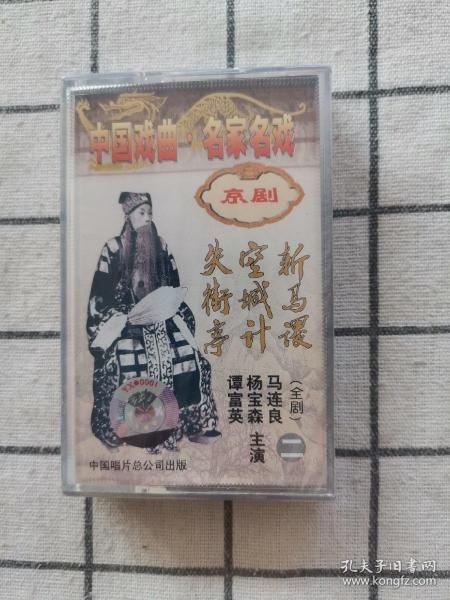 中国戏曲·名家名戏
京剧
失街亭
空城计
斩马谡
(全剧)
马连良
杨宝森 主演
谭富英
二
YX●0001
中国唱片总公司出版
孔夫子旧书网
www.kongfz.com